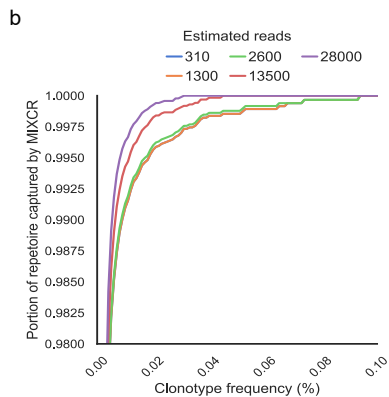 b
Estimated reads
310 2600 28000
1300 13500
Portion of repetoire captured by MIXCR
1.0000
0.9975
0.9950
0.9925
0.9900
0.9875
0.9850
0.9825
0.9800
0.00 0.02 0.04 0.06 0.08 0.10
Clonotype frequency (%)